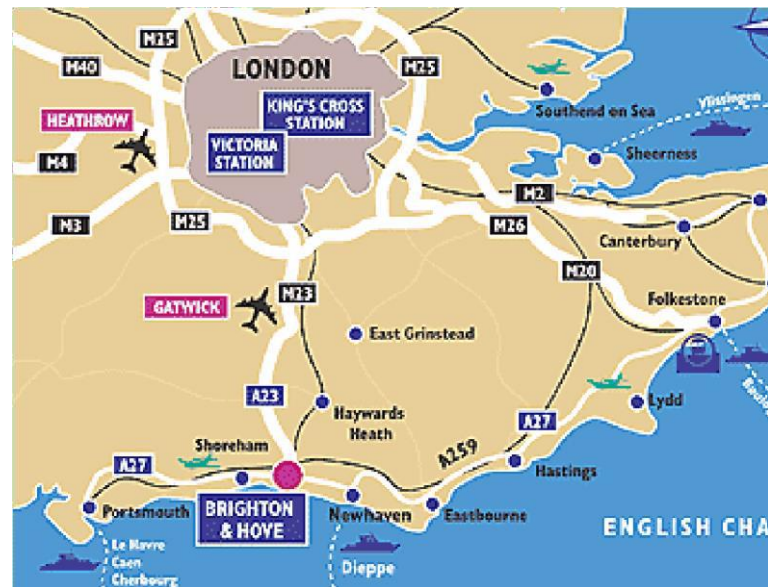 M25
M40
LONDON
M25
KING'S CROSS
STATION
Southend on Sea
Vlissingen
HEATHROW
VICTORIA
STATION
Sheerness
M4
M2
M3
M25
M26
Canterbury
M20
M23
GATWICK
Folkestone
East Grinstead
A23
Haywards
Heath
Lydd
A27
Shoreham
A259
A27
Hastings
Portsmouth
BRIGHTON
& HOVE
Newhaven
Eastbourne
ENGLISH CHA
Le Havre
Caen
Cherbourg
Dieppe